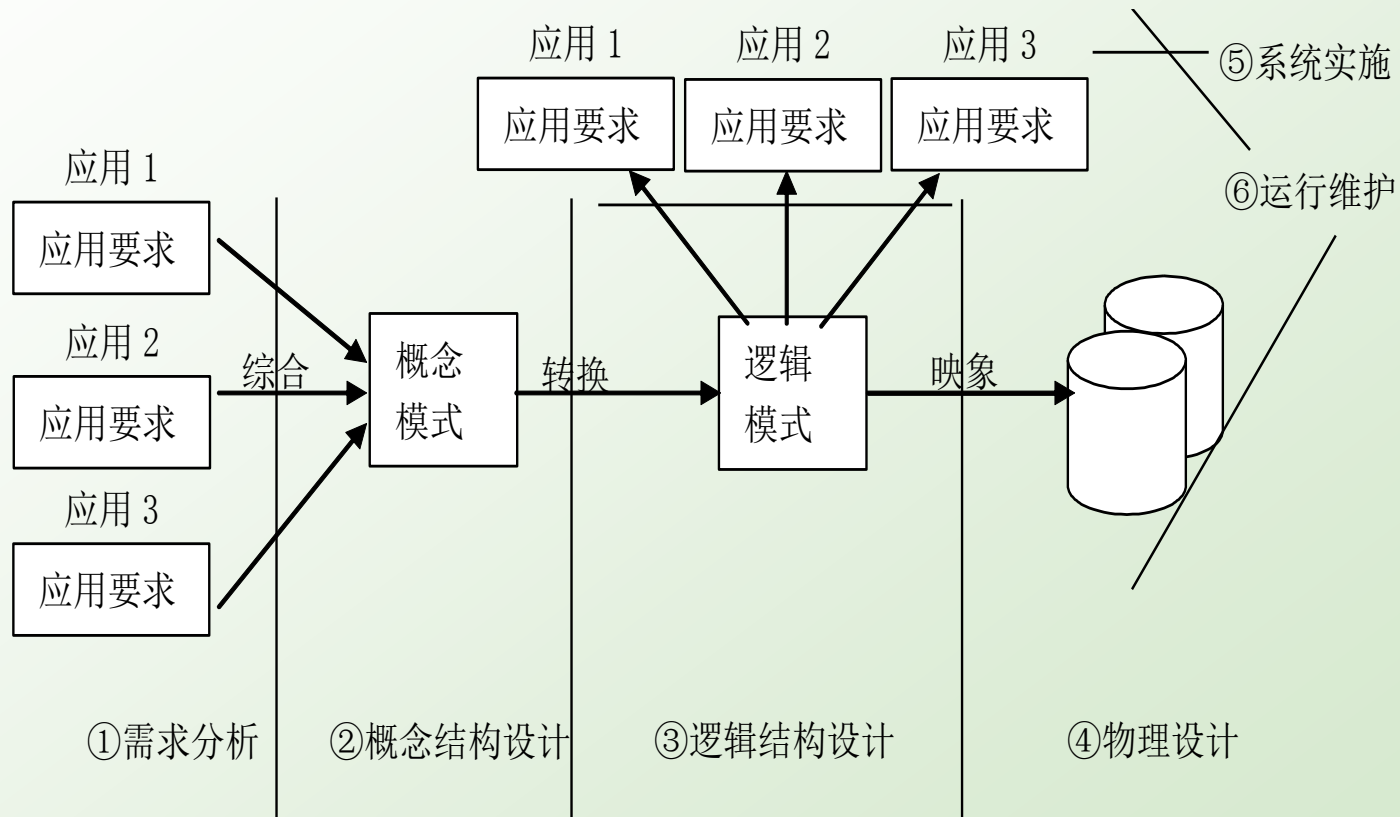 应用 1
应用 2
应用 3
应用要求
应用要求
应用要求
⑤系统实施
⑥运行维护
应用 1
应用要求
应用 2
应用要求
应用 3
应用要求
综合
概念
模式
转换
逻辑
模式
映象
①需求分析
②概念结构设计
③逻辑结构设计
④物理设计